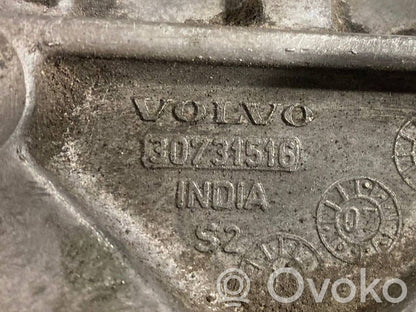 VOLVO
30731516
INDIA
S2
Ovoko